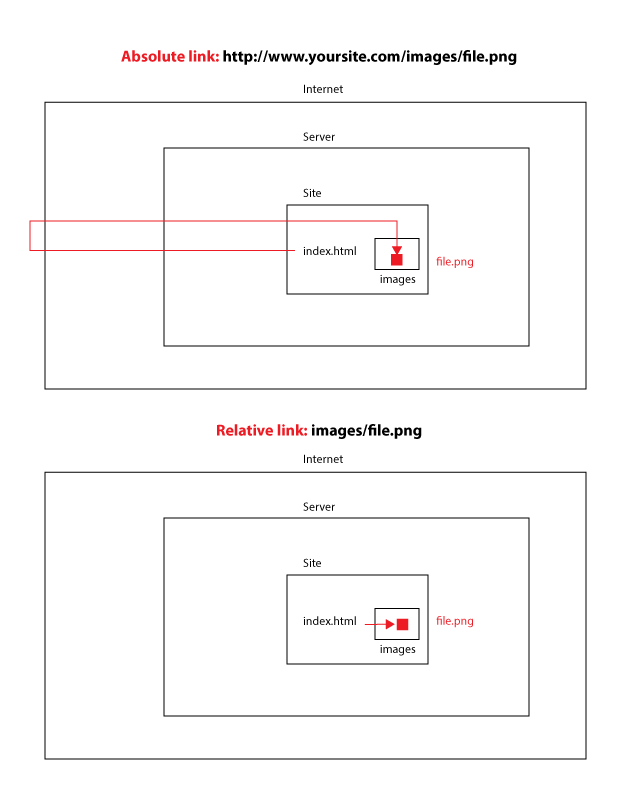 Absolute link: http://www.yoursite.com/images/file.png
Internet
Server
Site
index.html
file.png
images
Relative link: images/file.png
Internet
Server
Site
index.html
file.png
images